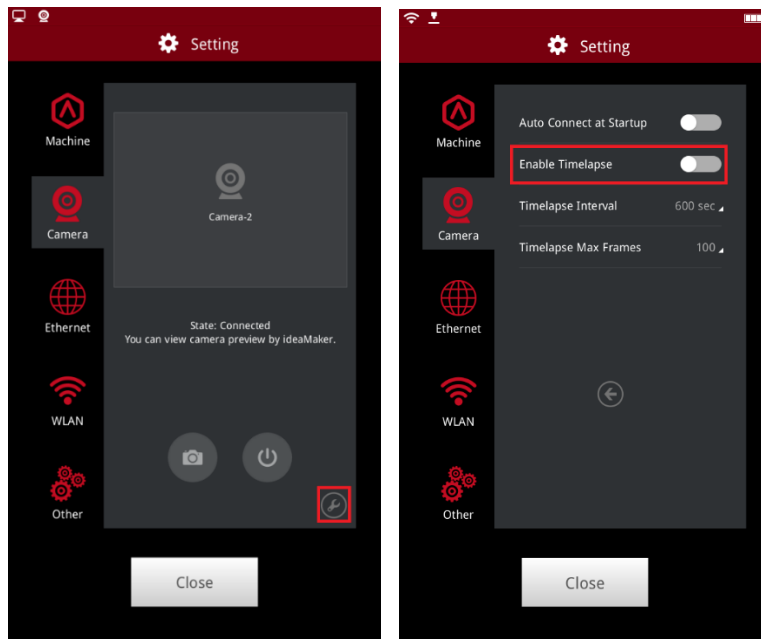 Setting
Machine
Camera
Camera-2
Ethernet
State: Connected
You can view camera preview by ideaMaker.
WLAN
Other
Close
Setting
Machine
Auto Connect at Startup
Enable Timelapse
Camera
Timelapse Interval 600 sec
Timelapse Max Frames 100
Ethernet
WLAN
Other
Close